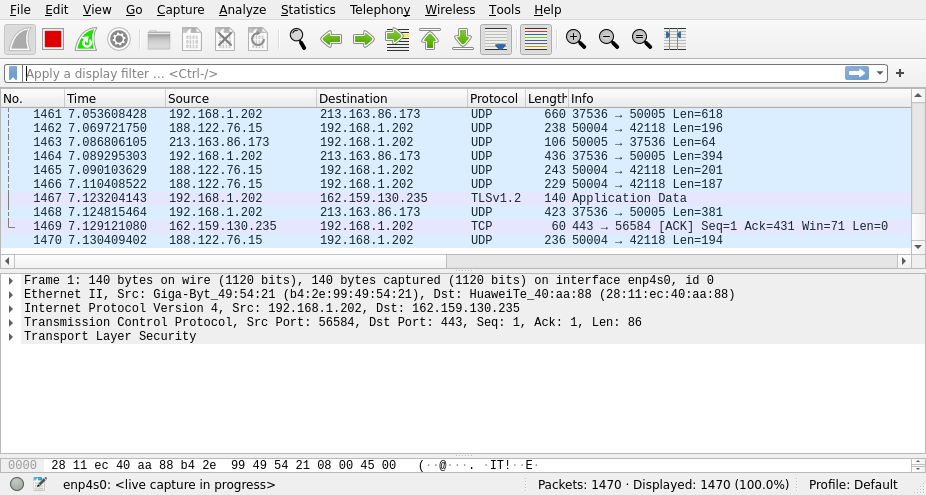 File Edit View Go Capture Analyze Statistics Telephony Wireless Tools Help
Apply a display filter ... <Ctrl-/>
No. Time Source Destination Protocol Length Info
1461 7.053608428 192.168.1.202 213.163.86.173 UDP 660 37536 → 50005 Len=618
1462 7.069721750 188.122.76.15 192.168.1.202 UDP 238 50004 → 42118 Len=196
1463 7.086806105 213.163.86.173 192.168.1.202 UDP 106 50005 → 37536 Len=64
1464 7.089295303 192.168.1.202 213.163.86.173 UDP 436 37536 → 50005 Len=394
1465 7.090103629 188.122.76.15 192.168.1.202 UDP 243 50004 → 42118 Len=201
1466 7.110408522 188.122.76.15 192.168.1.202 UDP 229 50004 → 42118 Len=187
1467 7.123204143 192.168.1.202 162.159.130.235 TLSv1.2 140 Application Data
1468 7.124815464 192.168.1.202 213.163.86.173 UDP 423 37536 → 50005 Len=381
1469 7.129121080 162.159.130.235 192.168.1.202 TCP 60 443 → 56584 [ACK] Seq=1 Ack=431 Win=71 Len=0
1470 7.130409402 188.122.76.15 192.168.1.202 UDP 236 50004 → 42118 Len=194
Frame 1: 140 bytes on wire (1120 bits), 140 bytes captured (1120 bits) on interface enp4s0, id 0
Ethernet II, Src: Giga-Byt_49:54:21 (b4:2e:99:49:54:21), Dst: HuaweiTe_40:aa:88 (28:11:ec:40:aa:88)
Internet Protocol Version 4, Src: 192.168.1.202, Dst: 162.159.130.235
Transmission Control Protocol, Src Port: 56584, Dst Port: 443, Seq: 1, Ack: 1, Len: 86
Transport Layer Security
0000 28 11 ec 40 aa 88 b4 2e 99 49 54 21 08 00 45 00 (··@···. ·IT!··E·
enp4s0: <live capture in progress> Packets: 1470 · Displayed: 1470 (100.0%) Profile: Default